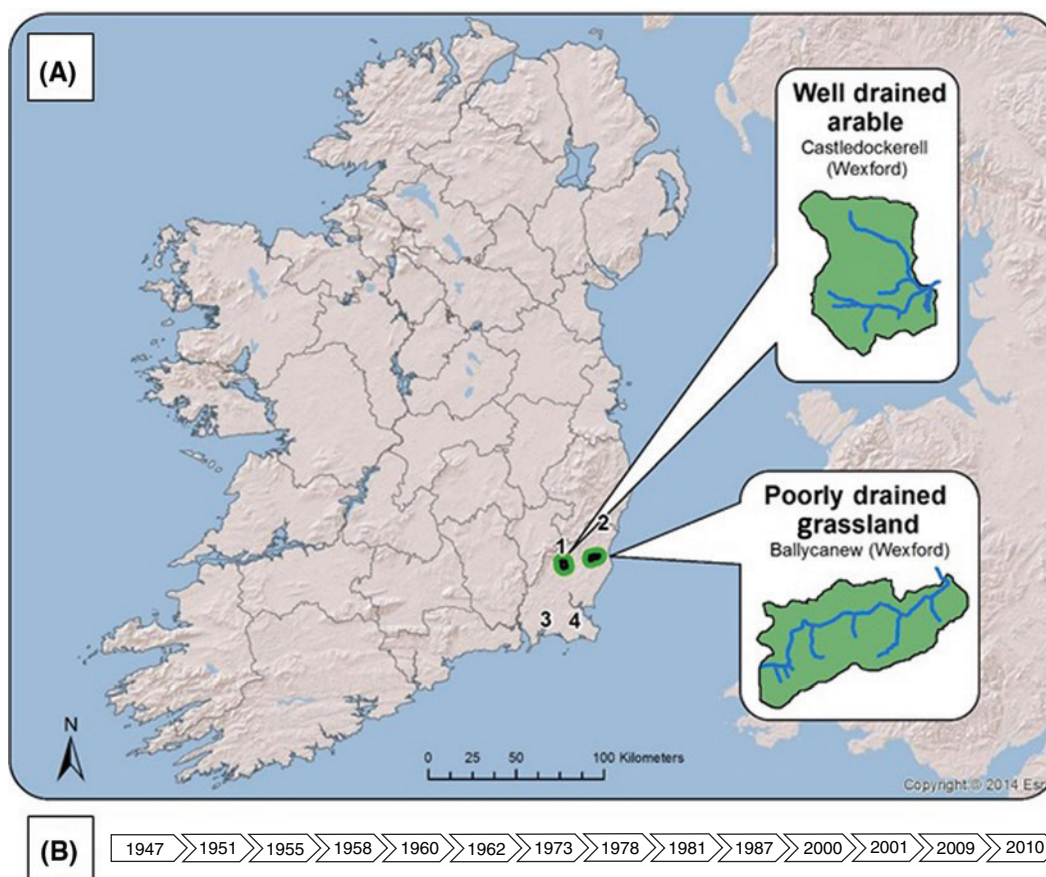 (A)
Well drained
arable
Castledockerell
(Wexford)
Poorly drained
grassland
Ballycanew (Wexford)
2
1
3 4
N
0 25 50 100 Kilometers
Copyright:© 2014 Esr
(B)
1947 1951 1955 1958 1960 1962 1973 1978 1981 1987 2000 2001 2009 2010